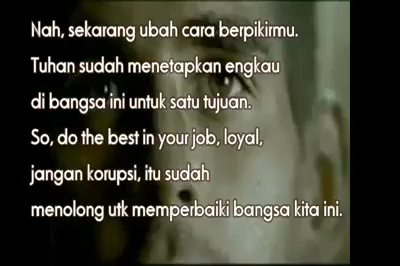 Nah, sekarang ubah cara berpikirmu.
Tuhan sudah menetapkan engkau
di bangsa ini untuk satu tujuan.
So, do the best in your job, loyal,
jangan korupsi, itu sudah
menolong utk memperbaiki bangsa kita ini.